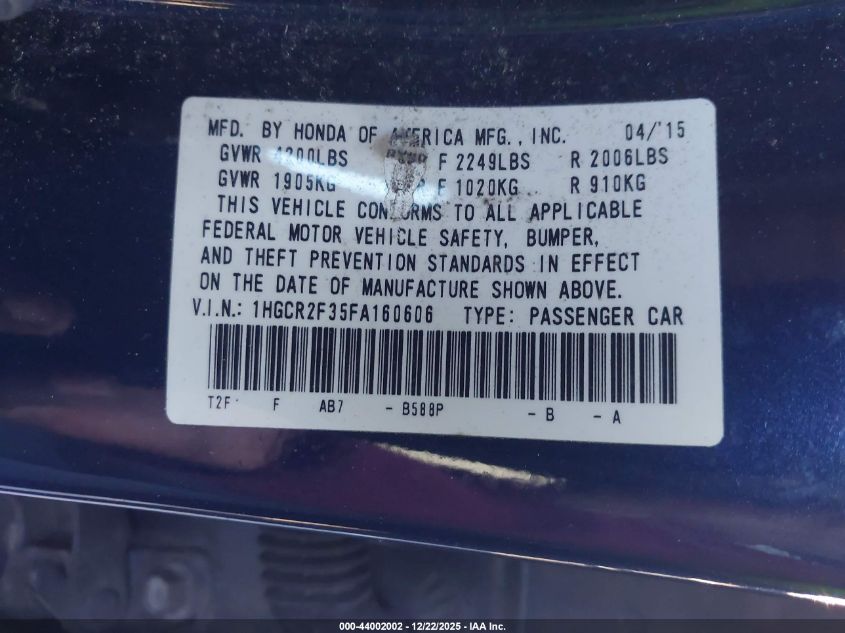 MFD. BY HONDA OF AMERICA MFG., INC. 04/'15
GVWR 4200LBS F 2249LBS R 2006LBS
GVWR 1905KG F 1020KG R 910KG
THIS VEHICLE CONFORMS TO ALL APPLICABLE
FEDERAL MOTOR VEHICLE SAFETY, BUMPER,
AND THEFT PREVENTION STANDARDS IN EFFECT
ON THE DATE OF MANUFACTURE SHOWN ABOVE.
V.I.N.: 1HGCR2F35FA160606 TYPE: PASSENGER CAR
T2F F AB7 - B588P - B - A
000-44002002 - 12/22/2025 - IAA Inc.